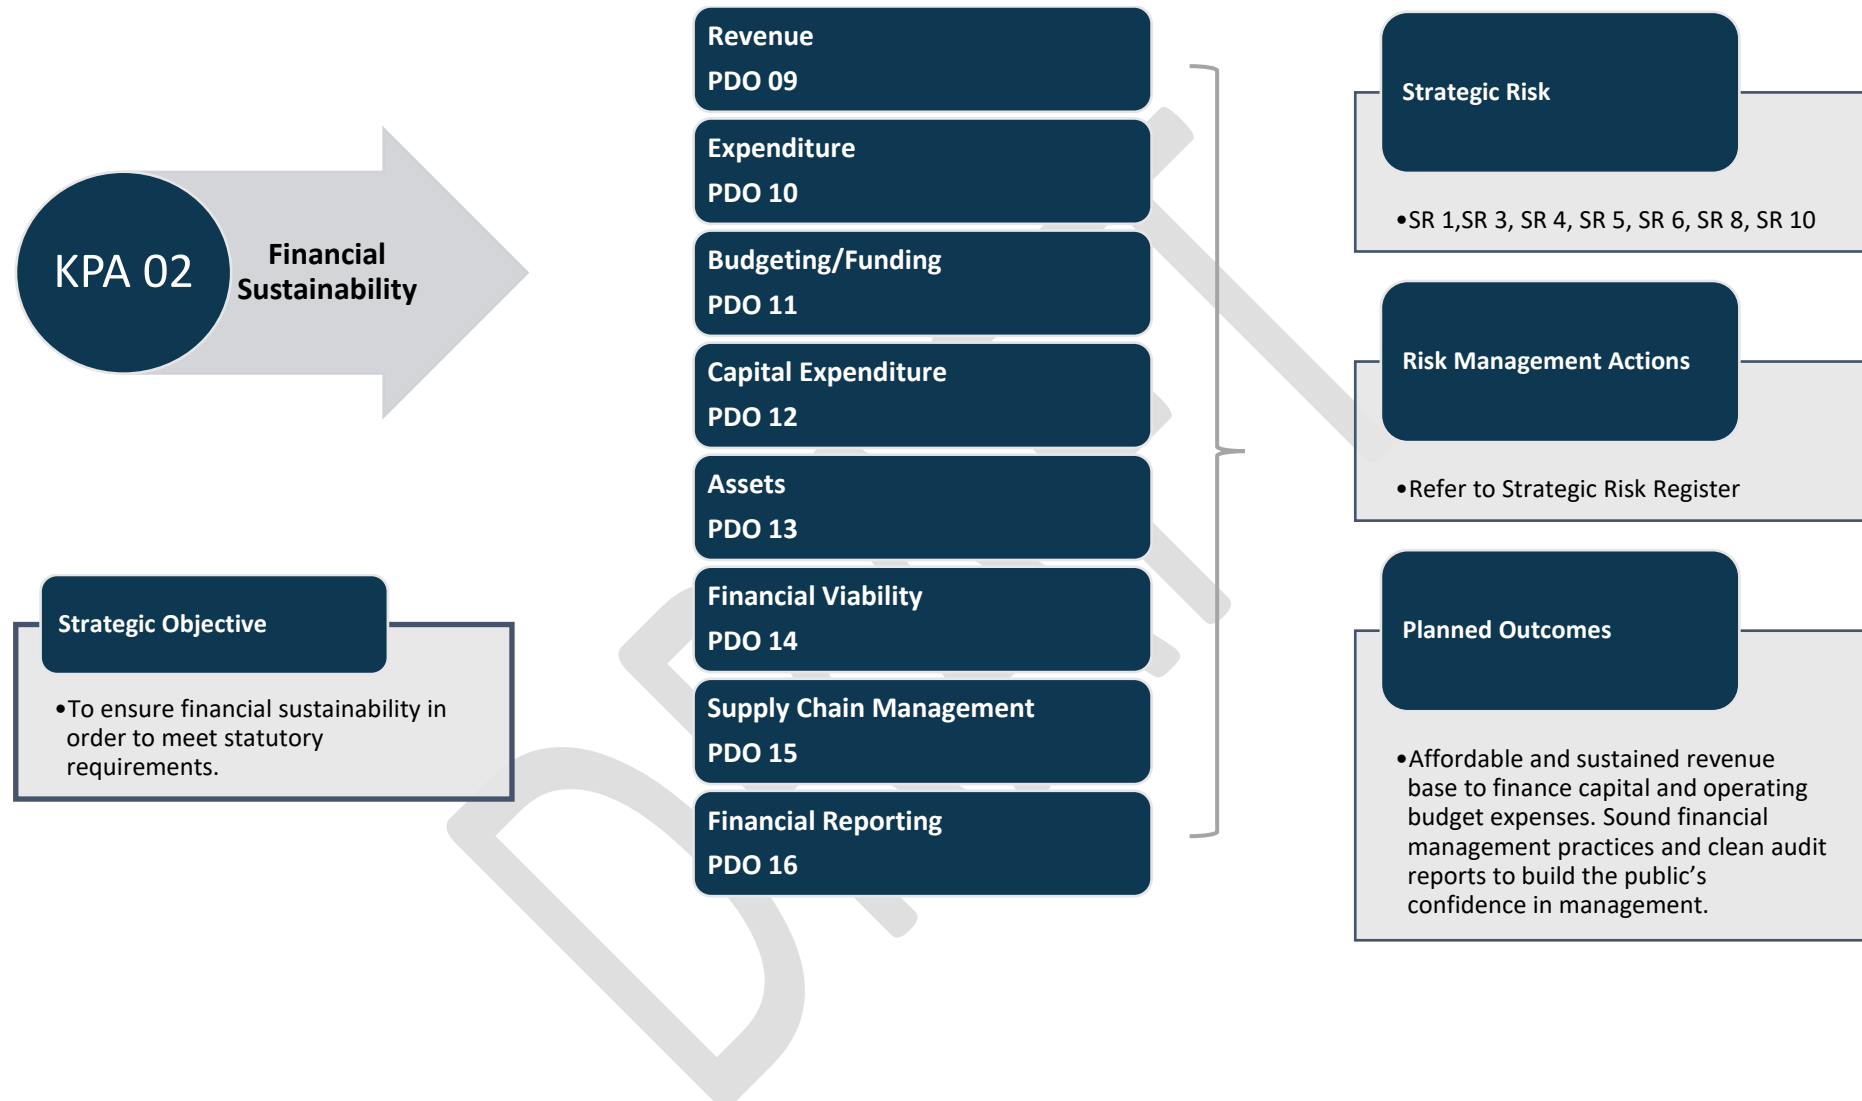 KPA 02
Financial
Sustainability
Strategic Objective
•To ensure financial sustainability in
order to meet statutory
requirements.
Revenue
PDO 09
Expenditure
PDO 10
Budgeting/Funding
PDO 11
Capital Expenditure
PDO 12
Assets
PDO 13
Financial Viability
PDO 14
Supply Chain Management
PDO 15
Financial Reporting
PDO 16
Strategic Risk
•SR 1,SR 3, SR 4, SR 5, SR 6, SR 8, SR 10
Risk Management Actions
•Refer to Strategic Risk Register
Planned Outcomes
•Affordable and sustained revenue
base to finance capital and operating
budget expenses. Sound financial
management practices and clean audit
reports to build the public's
confidence in management.
DRAFT